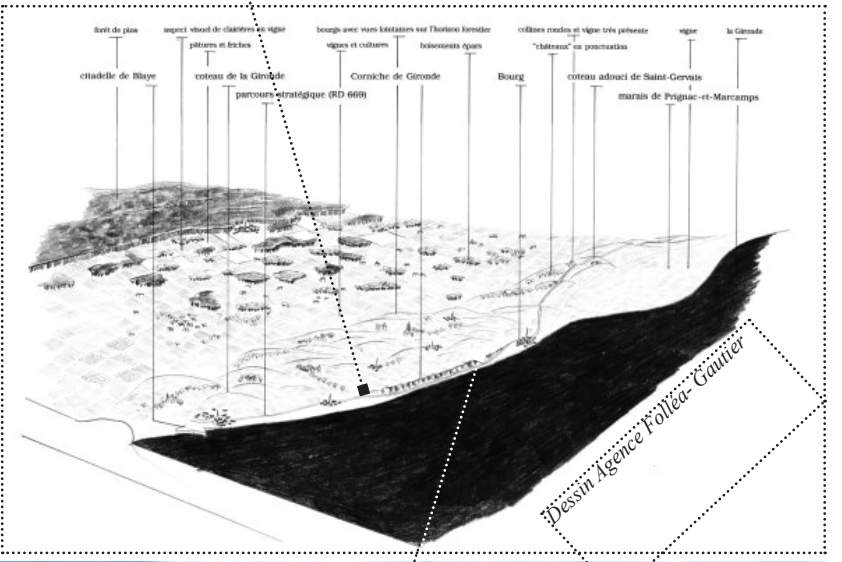 forêt de pins
aspect visuel de clairières en vigne
bourgs avec vues lointaines sur l'horizon forestier
collines rondes et vigne très présente
vigne
la Gironde
pâtures et friches
vignes et cultures
boisements épars
"châteaux" en ponctuation
citadelle de Blaye
coteau de la Gironde
Corniche de Gironde
Bourg
coteau adouci de Saint-Gervais
parcours stratégique (RD 669)
marais de Prignac-et-Marcamps
Dessin Agence Folléa- Gautier